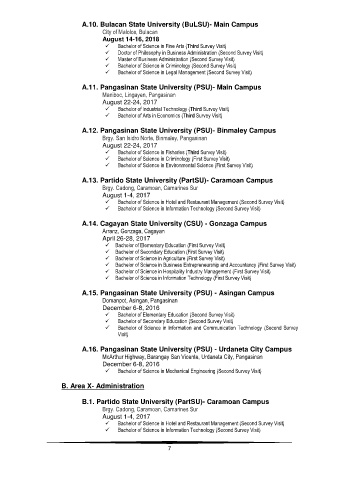 A.10. Bulacan State University (BuLSU)- Main Campus
City of Malolos, Bulacan
August 14-16, 2018
✓ Bachelor of Science in Fine Arts (Third Survey Visit)
✓ Doctor of Philosophy in Business Administration (Second Survey Visit)
✓ Master of Business Administration (Second Survey Visit)
✓ Bachelor of Science in Criminology (Second Survey Visit)
✓ Bachelor of Science in Legal Management (Second Survey Visit)
A.11. Pangasinan State University (PSU)- Main Campus
Maniboc, Lingayen, Pangasinan
August 22-24, 2017
✓ Bachelor of Industrial Technology (Third Survey Visit)
✓ Bachelor of Arts in Economics (Third Survey Visit)
A.12. Pangasinan State University (PSU)- Binmaley Campus
Brgy. San Isidro Norte, Binmaley, Pangasinan
August 22-24, 2017
✓ Bachelor of Science in Fisheries (Third Survey Visit)
✓ Bachelor of Science in Criminology (First Survey Visit)
✓ Bachelor of Science in Environmental Science (First Survey Visit)
A.13. Partido State University (PartSU)- Caramoan Campus
Brgy. Cadong, Caramoan, Camarines Sur
August 1-4, 2017
✓ Bachelor of Science in Hotel and Restaurant Management (Second Survey Visit)
✓ Bachelor of Science in Information Technology (Second Survey Visit)
A.14. Cagayan State University (CSU) - Gonzaga Campus
Arranz, Gonzaga, Cagayan
April 26-28, 2017
✓ Bachelor of Elementary Education (First Survey Visit)
✓ Bachelor of Secondary Education (First Survey Visit)
✓ Bachelor of Science in Agriculture (First Survey Visit)
✓ Bachelor of Science in Business Entrepreneurship and Accountancy (First Survey Visit)
✓ Bachelor of Science in Hospitality Industry Management (First Survey Visit)
✓ Bachelor of Science in Information Technology (First Survey Visit)
A.15. Pangasinan State University (PSU) - Asingan Campus
Domanpot, Asingan, Pangasinan
December 6-8, 2016
✓ Bachelor of Elementary Education (Second Survey Visit)
✓ Bachelor of Secondary Education (Second Survey Visit)
✓ Bachelor of Science in Information and Communication Technology (Second Survey
Visit)
A.16. Pangasinan State University (PSU) - Urdaneta City Campus
McArthur Highway, Barangay San Vicente, Urdaneta City, Pangasinan
December 6-8, 2016
✓ Bachelor of Science in Mechanical Engineering (Second Survey Visit)
B. Area X- Administration
B.1. Partido State University (PartSU)- Caramoan Campus
Brgy. Cadong, Caramoan, Camarines Sur
August 1-4, 2017
✓ Bachelor of Science in Hotel and Restaurant Management (Second Survey Visit)
✓ Bachelor of Science in Information Technology (Second Survey Visit)
7